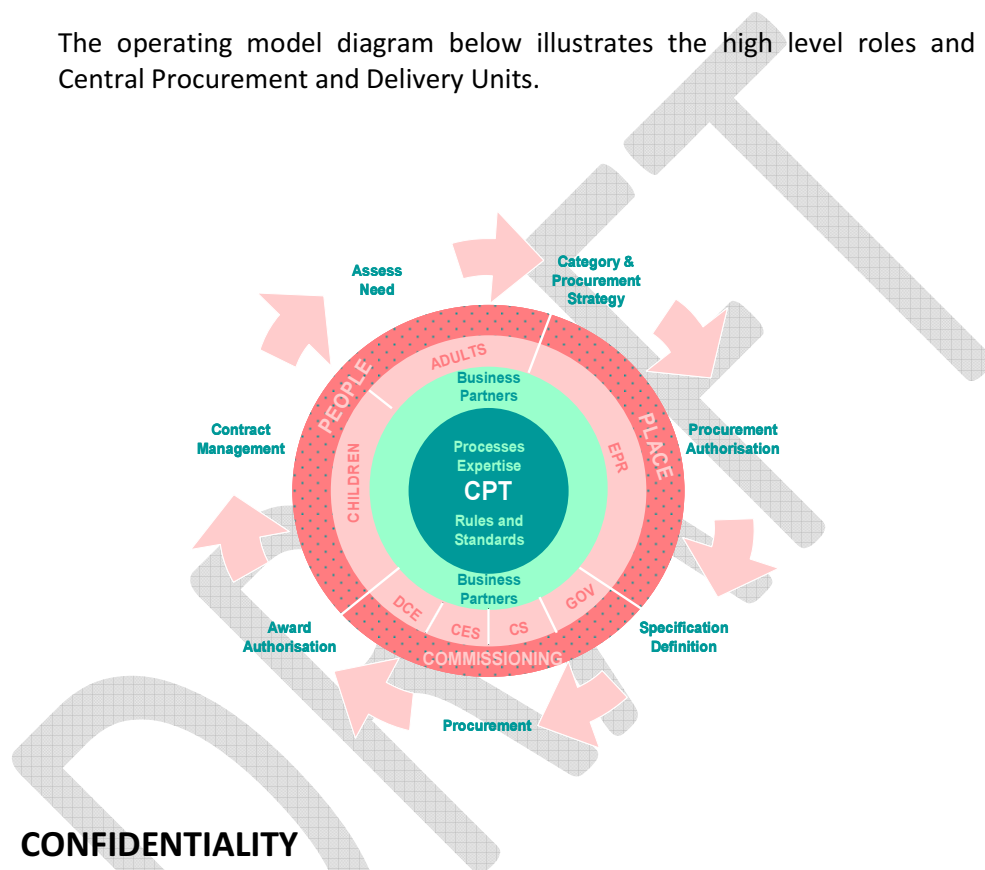 The operating model diagram below illustrates the high level roles and
Central Procurement and Delivery Units.
Assess
Need
Category &
Procurement
Strategy
Procurement
Authorisation
Specification
Definition
Procurement
Award
Authorisation
Contract
Management
PEOPLE
PLACE
COMMISSIONING
ADULTS
CHILDREN
EPR
DCE
CES
CS
GOV
Business
Partners
Processes
Expertise
CPT
Rules and
Standards
Business
Partners
CONFIDENTIALITY
DRAFT